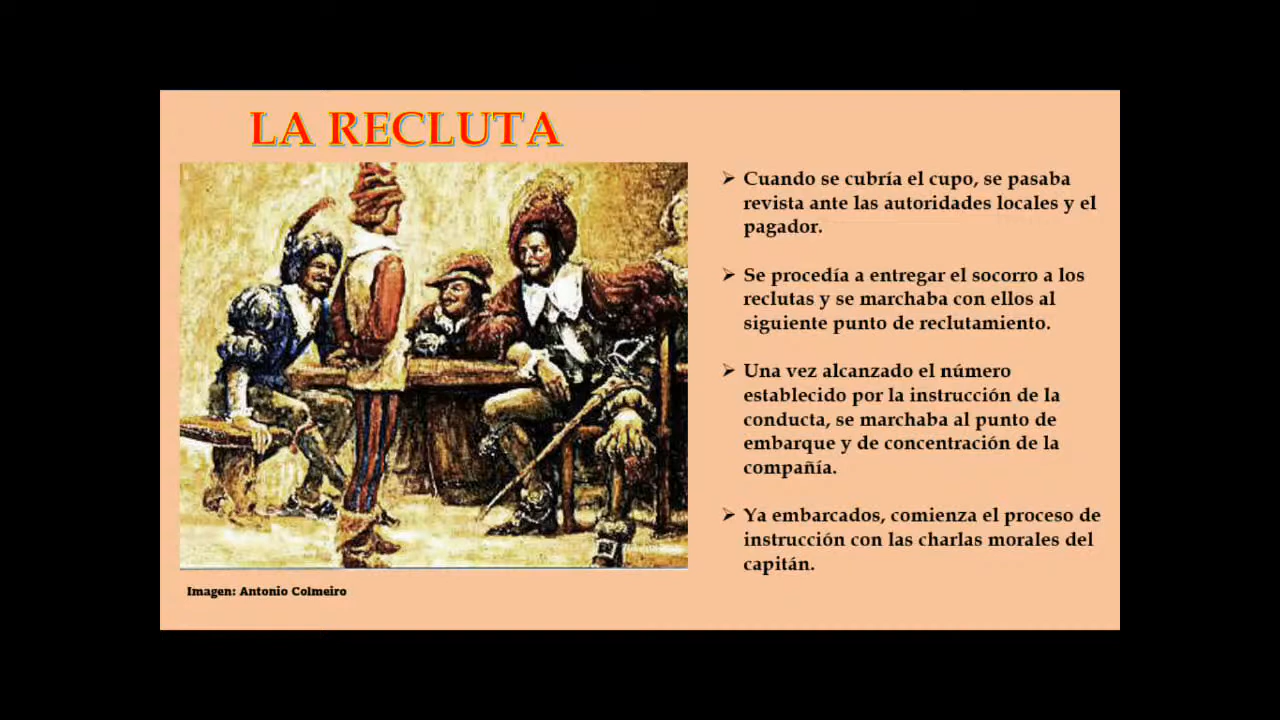 LA RECLUTA
➢ Cuando se cubría el cupo, se pasaba
revista ante las autoridades locales y el
pagador.
➢ Se procedía a entregar el socorro a los
reclutas y se marchaba con ellos al
siguiente punto de reclutamiento.
➢ Una vez alcanzado el número
establecido por la instrucción de la
conducta, se marchaba al punto de
embarque y de concentración de la
compañía.
➢ Ya embarcados, comienza el proceso de
instrucción con las charlas morales del
capitán.
Imagen: Antonio Colmeiro